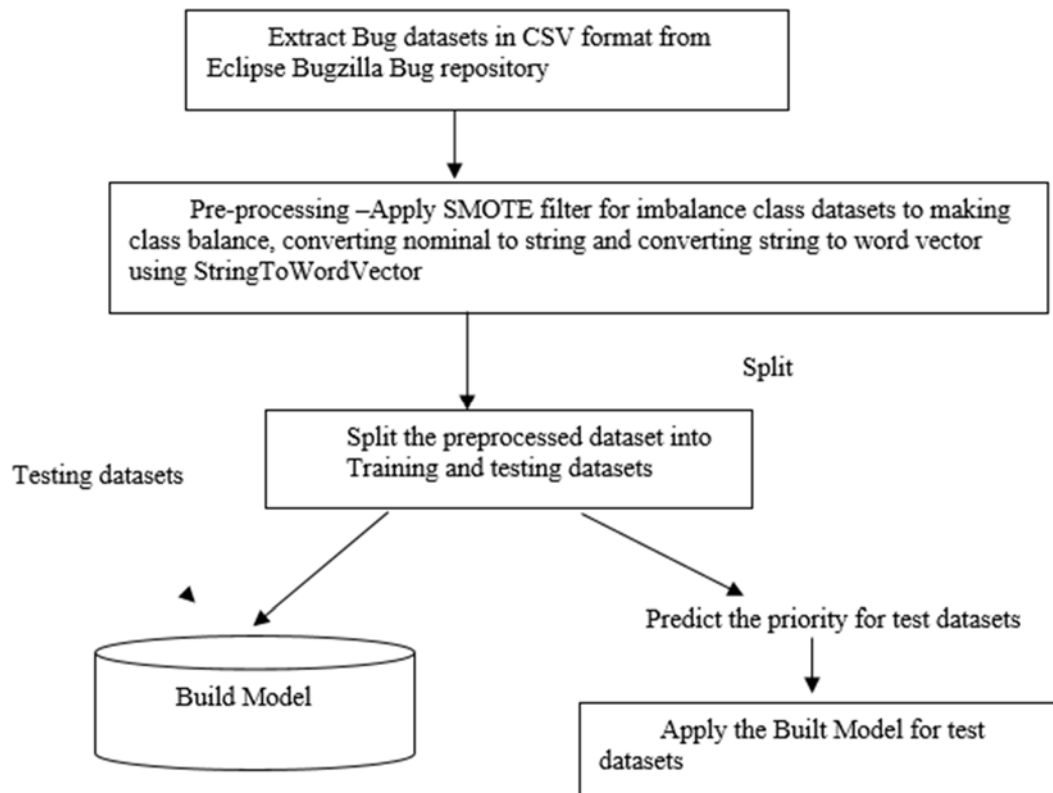 Extract Bug datasets in CSV format from
Eclipse Bugzilla Bug repository
Pre-processing –Apply SMOTE filter for imbalance class datasets to making
class balance, converting nominal to string and converting string to word vector
using StringToWordVector
Split
Split the preprocessed dataset into
Training and testing datasets
Testing datasets
Predict the priority for test datasets
Build Model
Apply the Built Model for test
datasets